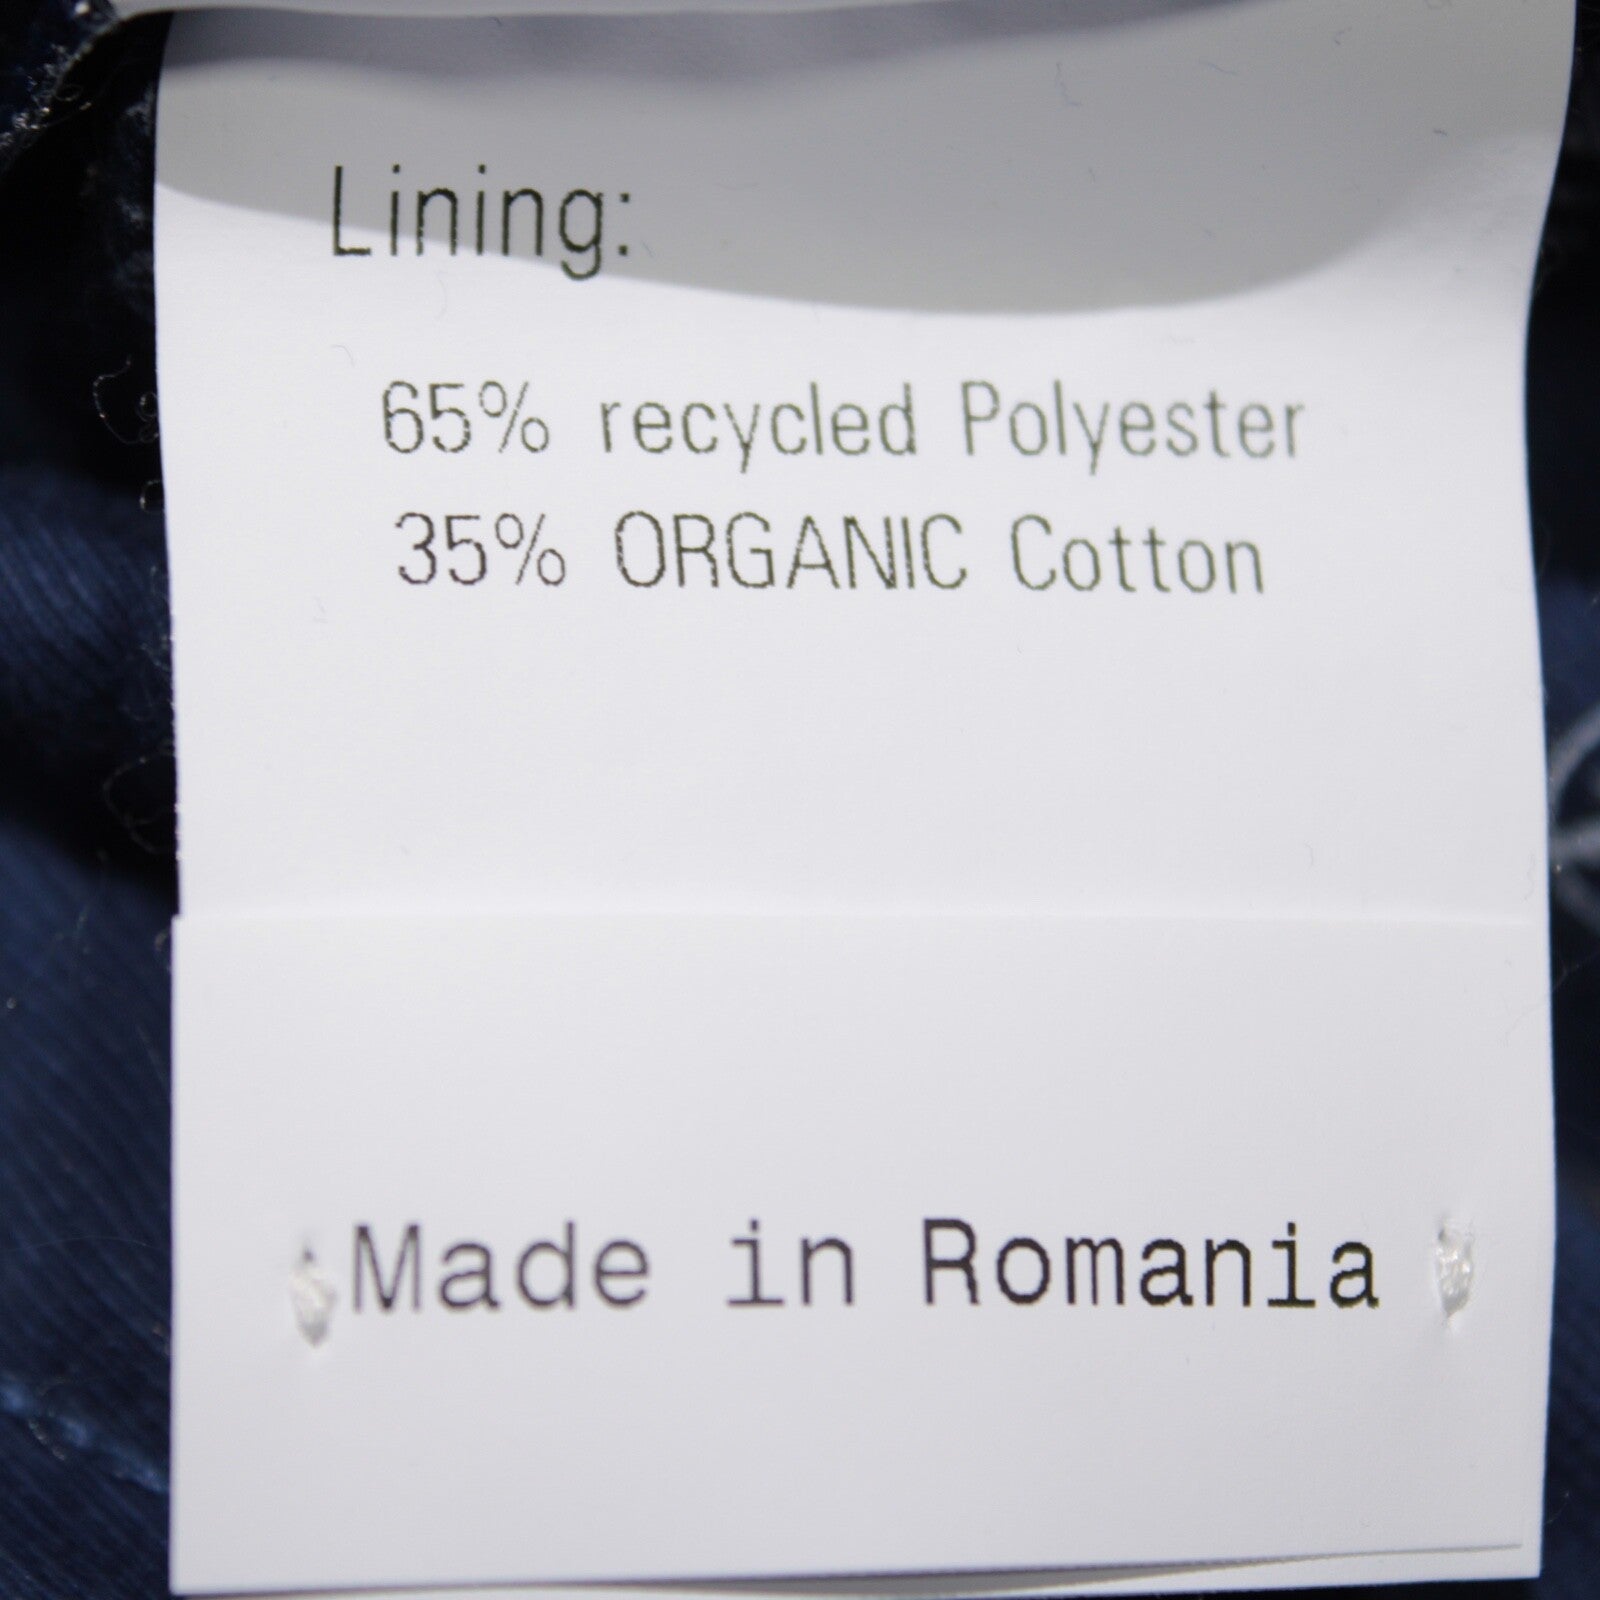 Lining:
65% recycled Polyester
35% ORGANIC Cotton
Made in Romania